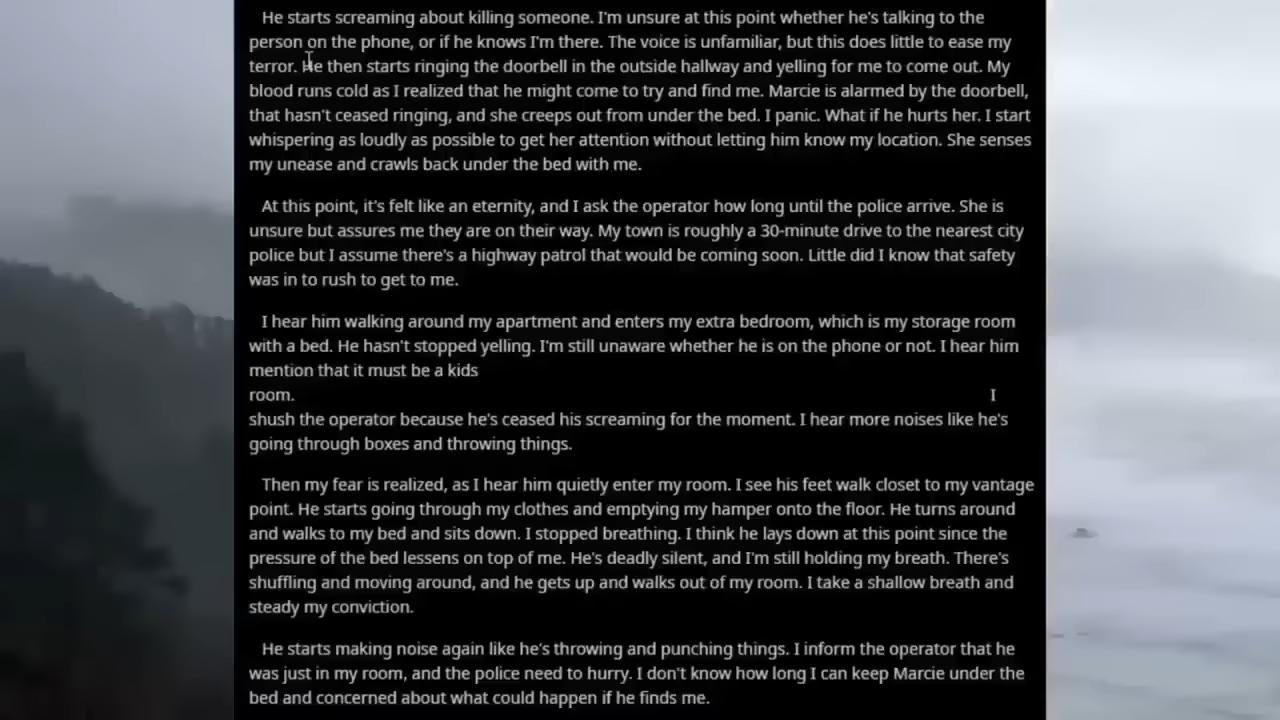 He starts screaming about killing someone. I'm unsure at this point whether he's talking to the
person on the phone, or if he knows I'm there. The voice is unfamiliar, but this does little to ease my
terror. He then starts ringing the doorbell in the outside hallway and yelling for me to come out. My
blood runs cold as I realized that he might come to try and find me. Marcie is alarmed by the doorbell,
that hasn't ceased ringing, and she creeps out from under the bed. I panic. What if he hurts her. I start
whispering as loudly as possible to get her attention without letting him know my location. She senses
my unease and crawls back under the bed with me.
At this point, it's felt like an eternity, and I ask the operator how long until the police arrive. She is
unsure but assures me they are on their way. My town is roughly a 30-minute drive to the nearest city
police but I assume there's a highway patrol that would be coming soon. Little did I know that safety
was in to rush to get to me.
I hear him walking around my apartment and enters my extra bedroom, which is my storage room
with a bed. He hasn't stopped yelling. I'm still unaware whether he is on the phone or not. I hear him
mention that it must be a kids
room. I
shush the operator because he's ceased his screaming for the moment. I hear more noises like he's
going through boxes and throwing things.
Then my fear is realized, as I hear him quietly enter my room. I see his feet walk closet to my vantage
point. He starts going through my clothes and emptying my hamper onto the floor. He turns around
and walks to my bed and sits down. I stopped breathing. I think he lays down at this point since the
pressure of the bed lessens on top of me. He's deadly silent, and I'm still holding my breath. There's
shuffling and moving around, and he gets up and walks out of my room. I take a shallow breath and
steady my conviction.
He starts making noise again like he's throwing and punching things. I inform the operator that he
was just in my room, and the police need to hurry. I don't know how long I can keep Marcie under the
bed and concerned about what could happen if he finds me.